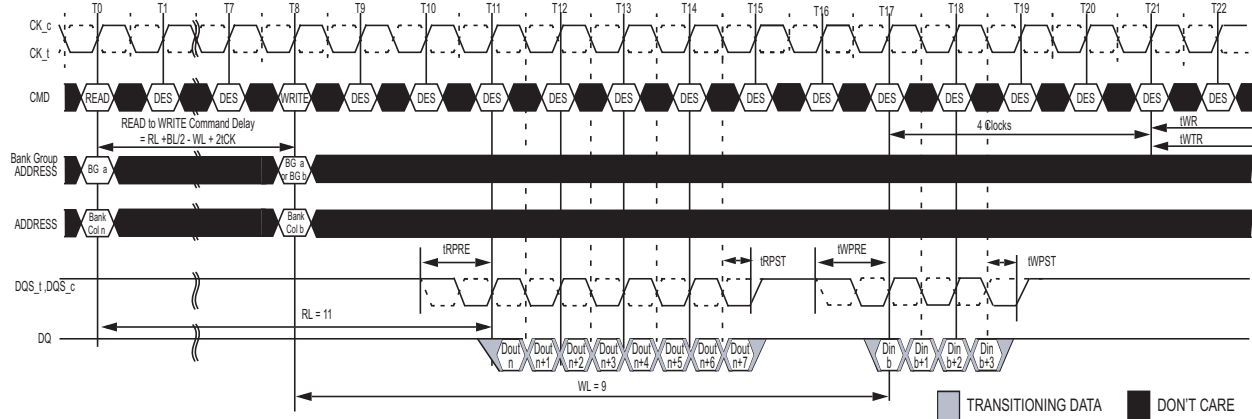 T0 T1 T7 T8 T9 T10 T11 T12 T13 T14 T15 T16 T17 T18 T19 T20 T21 T22
CK_c
CK_t
CMD READ DES DES WRITE DES DES DES DES DES DES DES DES DES DES DES DES DES DES
READ to WRITE Command Delay
= RL +BL/2 - WL + 2tCK
4 Clocks
tWR
tWTR
Bank Group
ADDRESS
BG a
BG a
or BG b
ADDRESS
Bank
Col n
Bank
Col b
tRPRE
tRPST
tWPRE
tWPST
DQS_t ,DQS_c
RL = 11
DQ
Dout
n
Dout
n+1
Dout
n+2
Dout
n+3
Dout
n+4
Dout
n+5
Dout
n+6
Dout
n+7
Din
b
Din
b+1
Din
b+2
Din
b+3
WL = 9
TRANSITIONING DATA
DON'T CARE